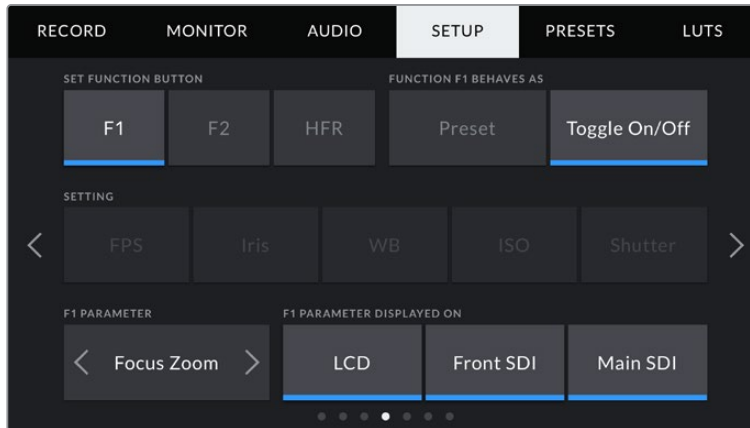 RECORD MONITOR AUDIO SETUP PRESETS LUTS
SET FUNCTION BUTTON FUNCTION F1 BEHAVES AS
F1 F2 HFR Preset Toggle On/Off
SETTING
FPS Iris WB ISO Shutter
F1 PARAMETER F1 PARAMETER DISPLAYED ON
Focus Zoom LCD Front SDI Main SDI